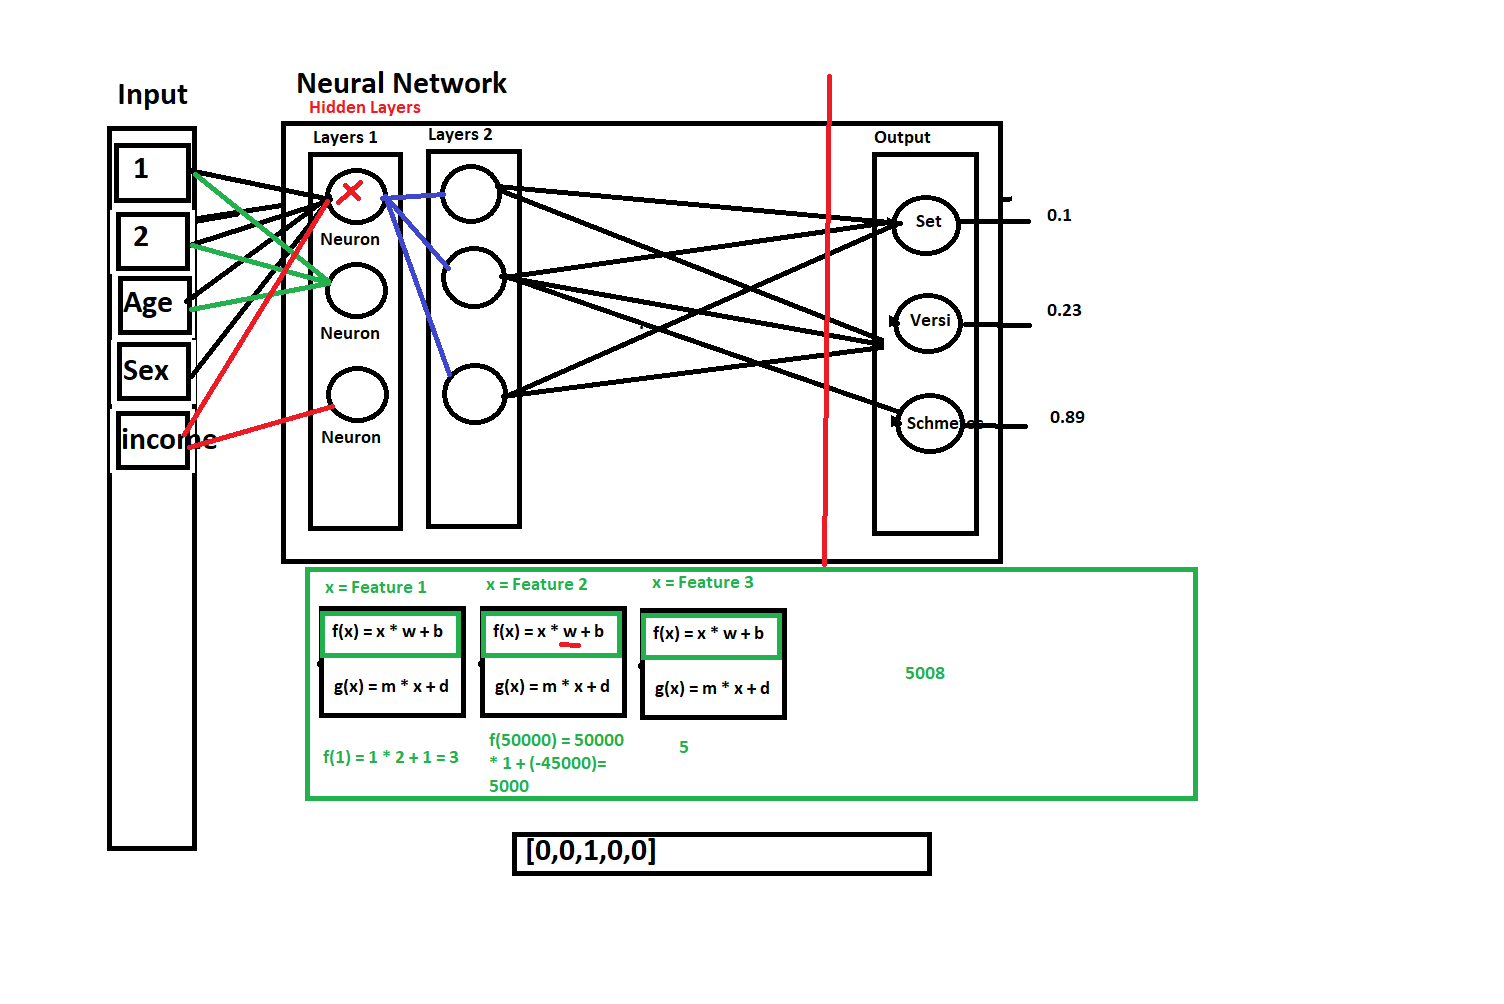 Neural Network
Input
Hidden Layers
Layers 1
Layers 2
Output
1
2
Age
Sex
income
Neuron
Neuron
Neuron
Set
Versi
0.1
0.23
0.89
x = Feature 1
x = Feature 2
x = Feature 3
f(x) = x * w + b
f(x) = x * w + b
f(x) = x * w + b
g(x) = m * x + d
g(x) = m * x + d
g(x) = m * x + d
5008
f(1) = 1 * 2 + 1 = 3
f(50000) = 50000
* 1 + (-45000)=
5000
5
[0,0,1,0,0]